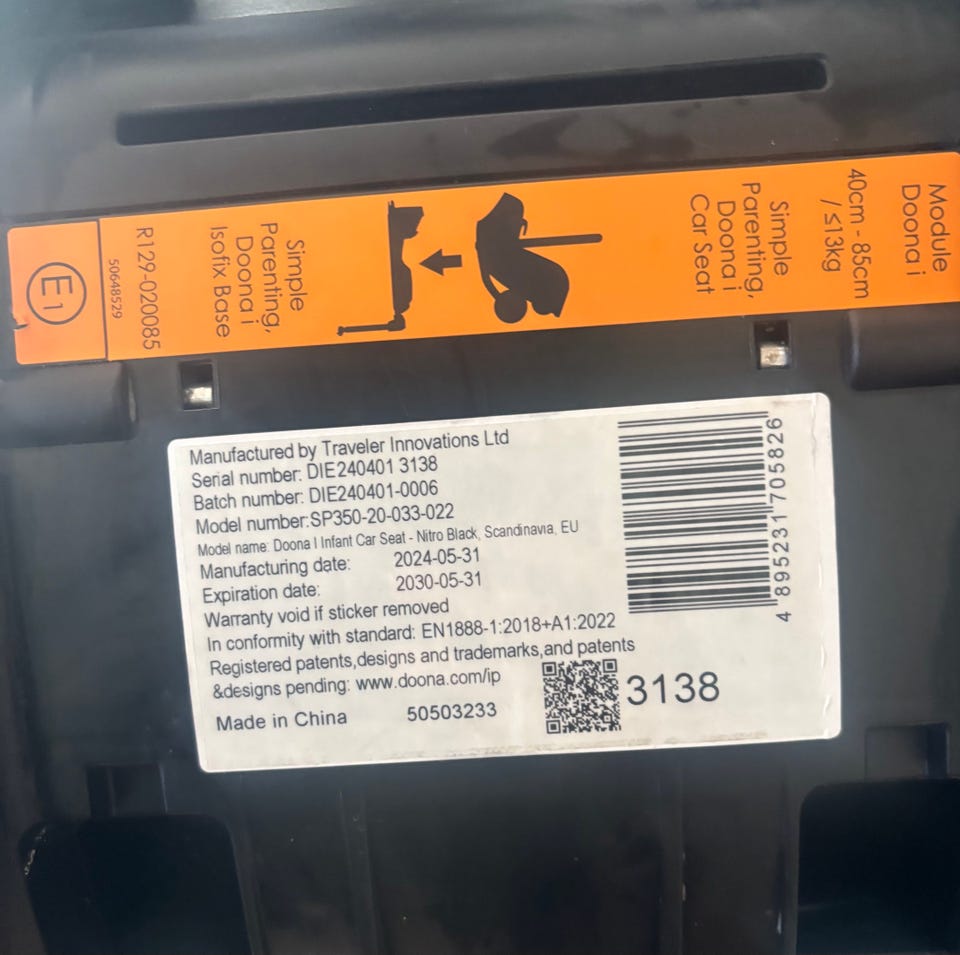 Module
Doona i
40cm - 85cm
/ ≤13kg
Simple
Parenting,
Doona i
Car Seat
Simple
Parenting,
Doona i
Isofix Base
R129-020085
50648529
E1
Manufactured by Traveler Innovations Ltd
Serial number: DIE240401 3138
Batch number: DIE240401-0006
Model number:SP350-20-033-022
Model name: Doona I Infant Car Seat - Nitro Black, Scandinavia, EU
Manufacturing date: 2024-05-31
Expiration date: 2030-05-31
Warranty void if sticker removed
In conformity with standard: EN1888-1:2018+A1:2022
Registered patents,designs and trademarks,and patents
&designs pending: www.doona.com/ip
Made in China 50503233
3138
4 895231 705826